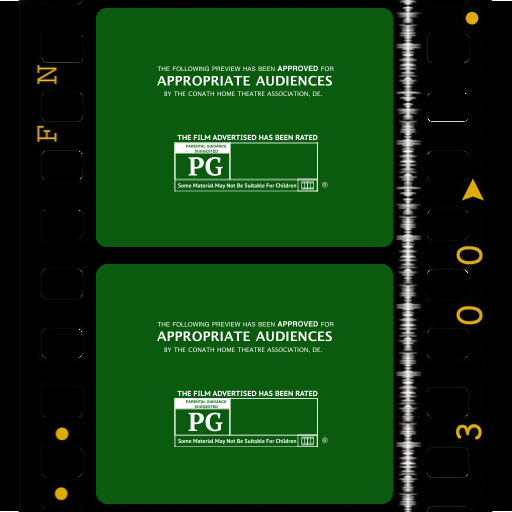 THE FOLLOWING PREVIEW HAS BEEN APPROVED FOR
APPROPRIATE AUDIENCES
BY THE CONATH HOME THEATRE ASSOCIATION, DE.
THE FILM ADVERTISED HAS BEEN RATED
PARENTAL GUIDANCE
SUGGESTED
PG
Some Material May Not Be Suitable For Children
®
THE FOLLOWING PREVIEW HAS BEEN APPROVED FOR
APPROPRIATE AUDIENCES
BY THE CONATH HOME THEATRE ASSOCIATION, DE.
THE FILM ADVERTISED HAS BEEN RATED
PARENTAL GUIDANCE
SUGGESTED
PG
Some Material May Not Be Suitable For Children
®
F N
3 0 0